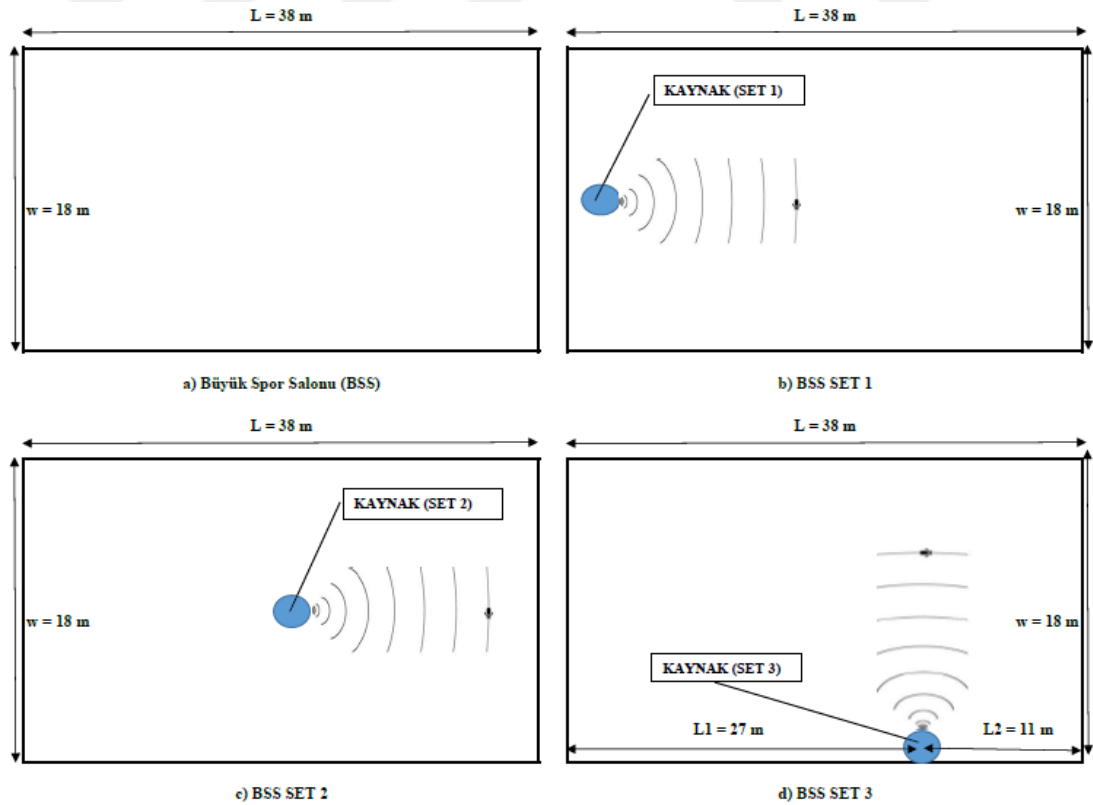 L = 38 m
w = 18 m
a) Büyük Spor Salonu (BSS)
L = 38 m
KAYNAK (SET 1)
w = 18 m
b) BSS SET 1
L = 38 m
KAYNAK (SET 2)
w = 18 m
c) BSS SET 2
L = 38 m
w = 18 m
KAYNAK (SET 3)
L1 = 27 m
L2 = 11 m
d) BSS SET 3